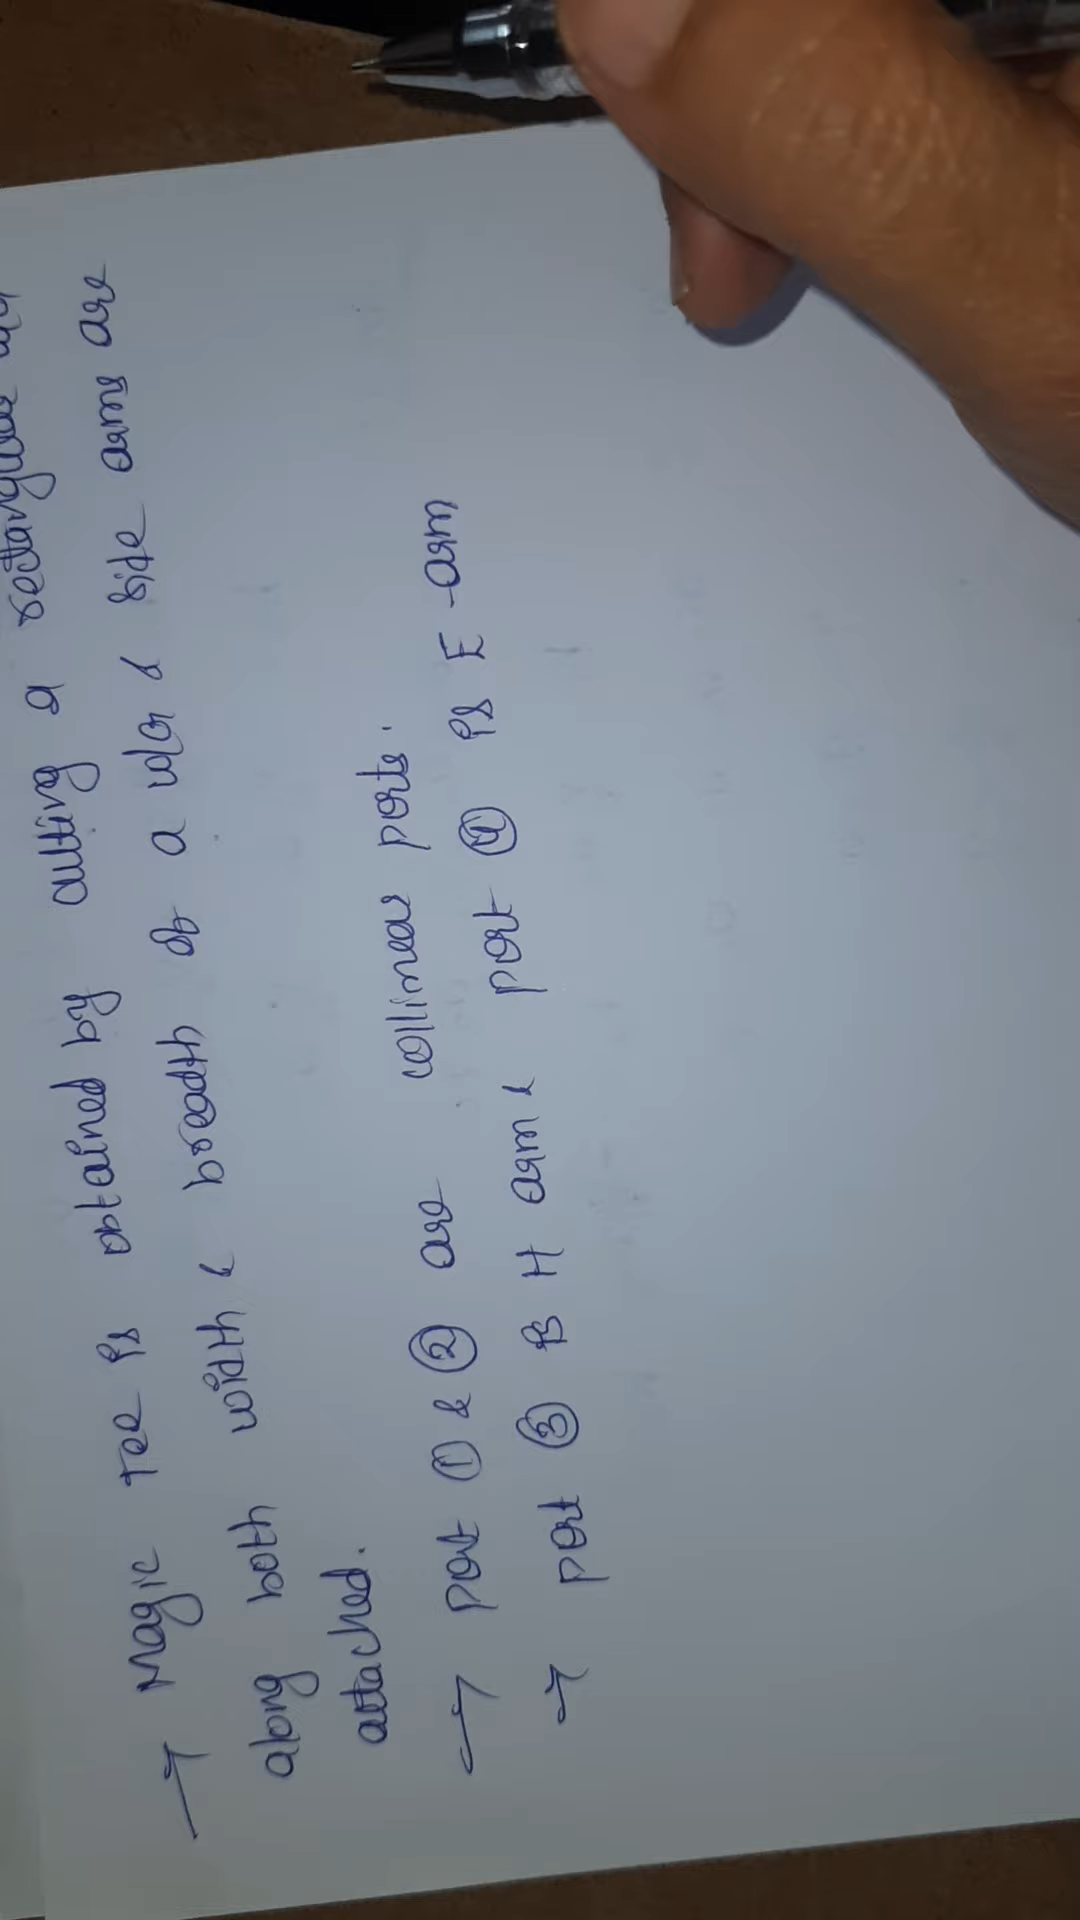 → Magic Tee is obtained by cutting a rectangular
along both width & breadth of a w/g & side arms are
attached.
→ port ① & ② are collinear ports.
→ port ③ is H arm & port ④ is E-arm